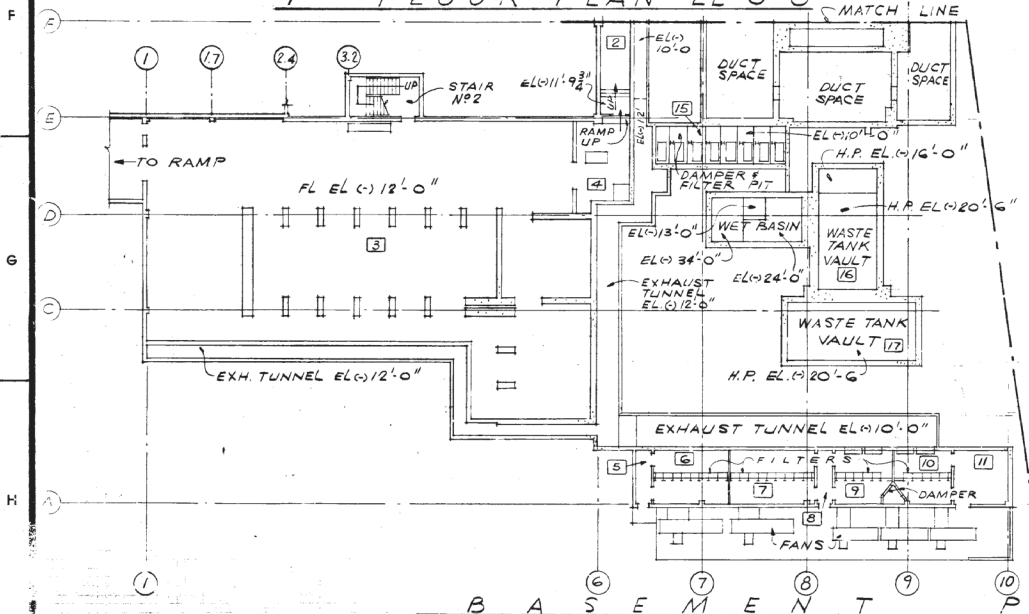 F L O O R P L A N E L 0 0
F
E
MATCH LINE
1
1.7
2.4
3.2
2
EL(-)
10'-0
DUCT
SPACE
DUCT
SPACE
DUCT
SPACE
UP
STAIR
Nº2
EL(-)11'-9 3/4"
UP
E
RAMP
UP
EL(-)12'
15
EL(-)10'-0"
H.P. EL.(-)16'-0"
TO RAMP
FL EL (-) 12'-0"
4
DAMPER &
FILTER PIT
H.P. EL(-)20'-6"
D
EL(-)13'-0"
WET BASIN
WASTE
TANK
VAULT
16
3
G
EL(-)34'-0"
EL(-)24'-0"
EXHAUST
TUNNEL
EL.(-)12'-0"
C
WASTE TANK
VAULT
17
EXH. TUNNEL EL(-)12'-0"
H.P. EL.(-)20'-6
EXHAUST TUNNEL EL(-)10'-0"
5
6
FILTERS
10
11
7
9
DAMPER
H
A
8
FANS
1
6
7
8
9
10
B A S E M E N T P